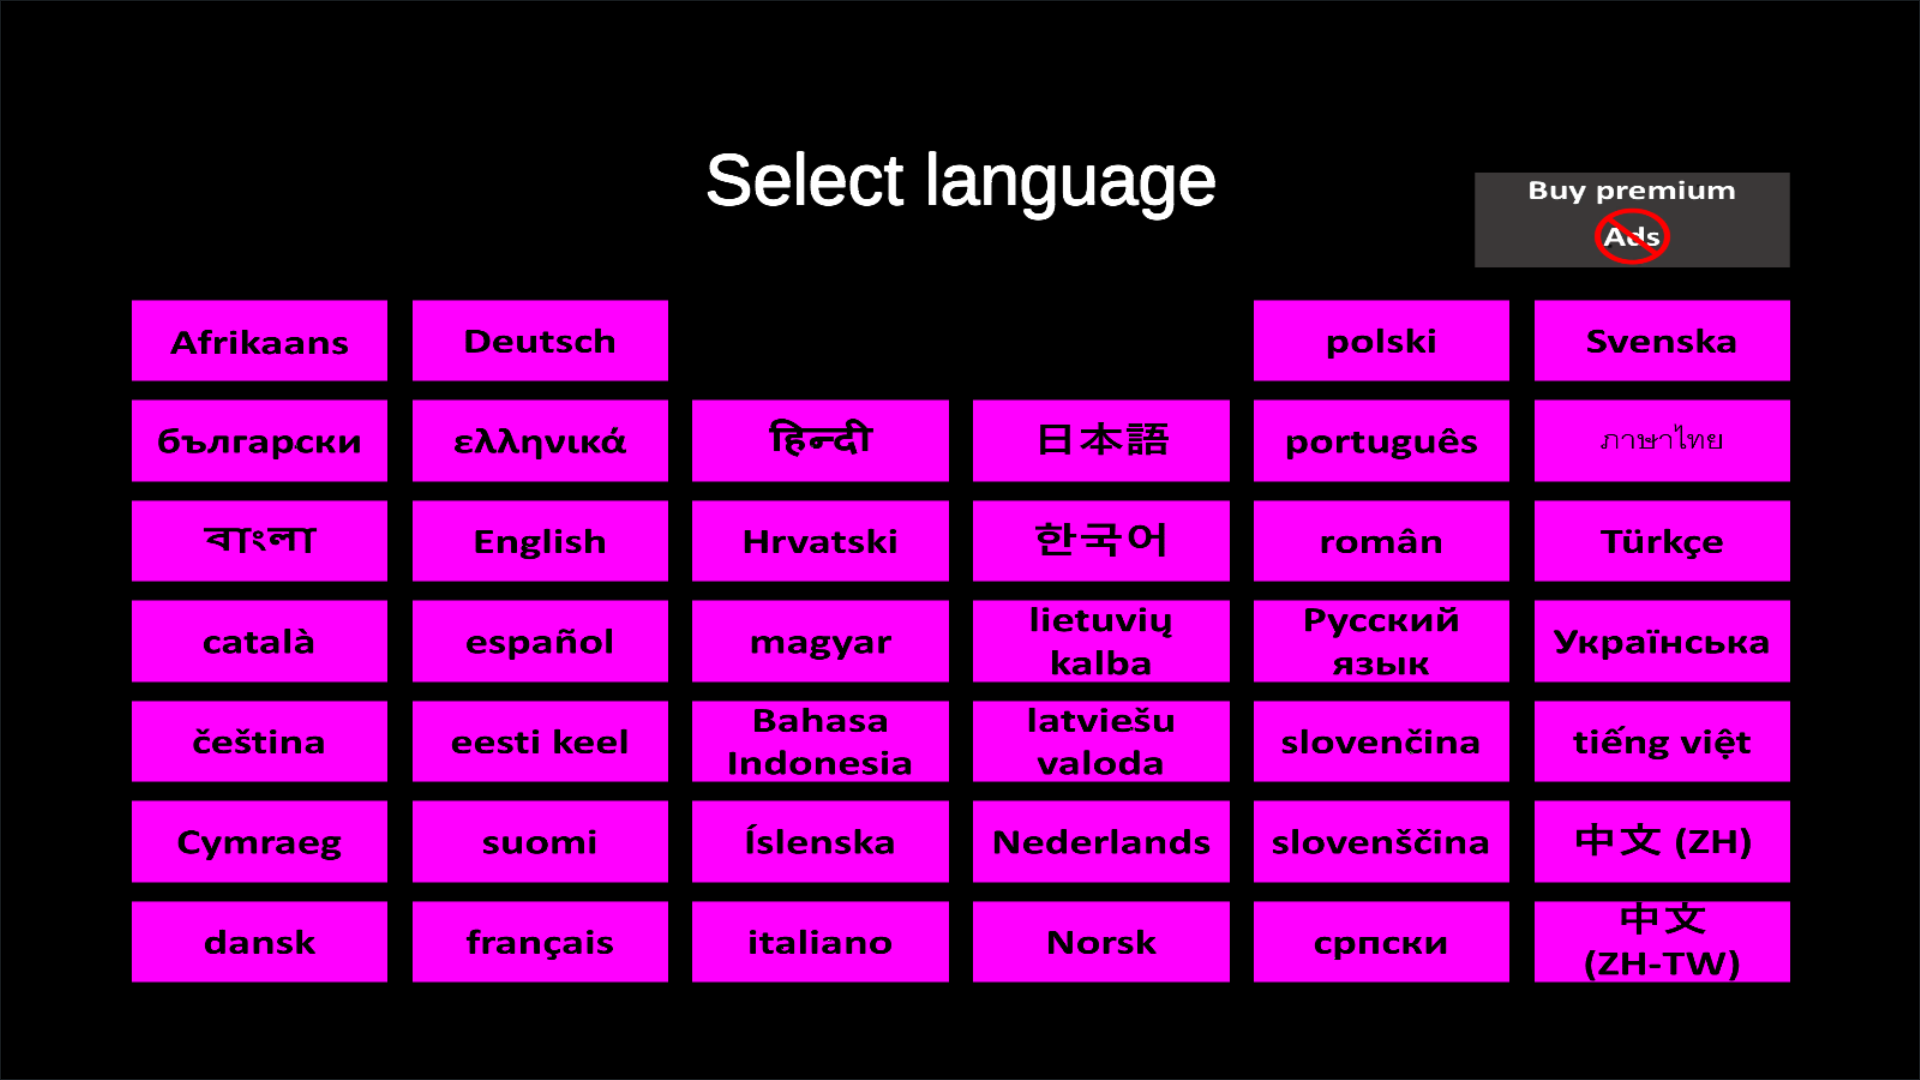 Select language
Buy premium
Ads
Afrikaans
Deutsch
polski
Svenska
български
ελληνικά
हिन्दी
日本語
português
ภาษาไทย
বাংলা
English
Hrvatski
한국어
român
Türkçe
català
español
magyar
lietuvių
kalba
Русский
язык
Українська
čeština
eesti keel
Bahasa
Indonesia
latviešu
valoda
slovenčina
tiếng việt
Cymraeg
suomi
Íslenska
Nederlands
slovenščina
中文 (ZH)
dansk
français
italiano
Norsk
српски
中文
(ZH-TW)